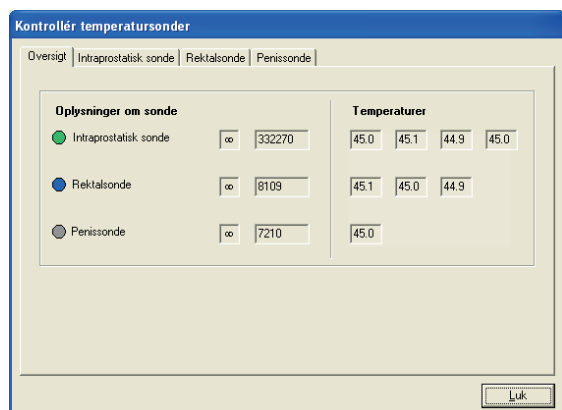 Kontrollér temperatursonder
Oversigt Intraprostatisk sonde Rektalsonde Penissonde
Oplysninger om sonde Temperaturer
Intraprostatisk sonde ∞ 332270 45.0 45.1 44.9 45.0
Rektalsonde ∞ 8109 45.1 45.0 44.9
Penissonde ∞ 7210 45.0
Luk